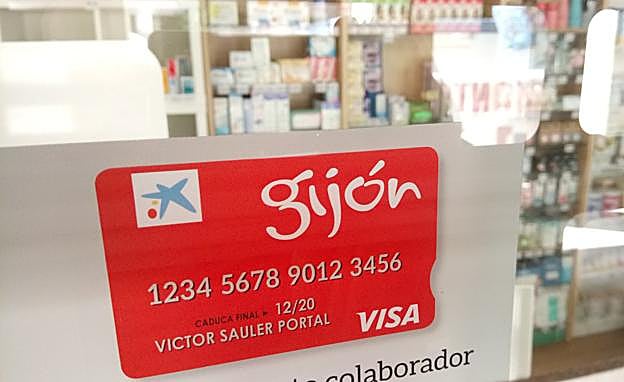 gijón
1234 5678 9012 3456
CADUCA FINAL ▸ 12/20
VICTOR SAULER PORTAL
VISA
colaborador